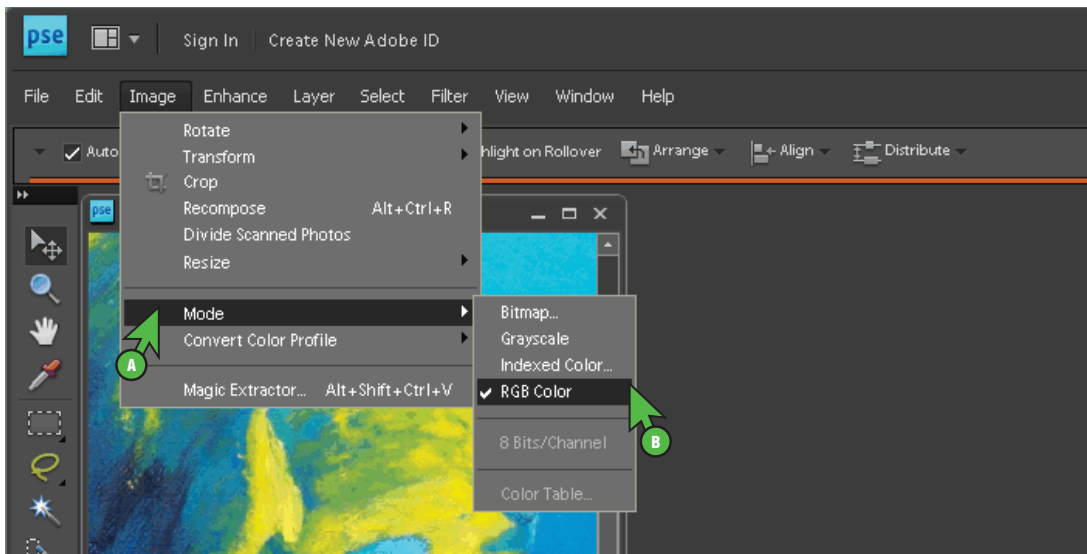 pse
Sign In Create New Adobe ID
File Edit Image Enhance Layer Select Filter View Window Help
Auto hlight on Rollover Arrange Align Distribute
Rotate
Transform
Crop
pse
Recompose Alt+Ctrl+R
Divide Scanned Photos
Resize
Mode
Convert Color Profile
Magic Extractor... Alt+Shift+Ctrl+V
Bitmap...
Grayscale
Indexed Color...
RGB Color
8 Bits/Channel
Color Table...
A
B